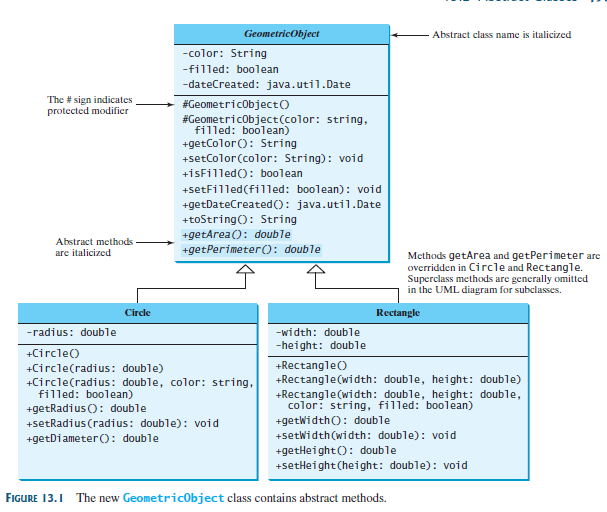 GeometricObject
Abstract class name is italicized
-color: String
-filled: boolean
-dateCreated: java.util.Date
The # sign indicates
protected modifier
#GeometricObject()
#GeometricObject(color: string,
filled: boolean)
+getColor(): String
+setColor(color: String): void
+isFilled(): boolean
+setFilled(filled: boolean): void
+getDateCreated(): java.util.Date
+toString(): String
+getArea(): double
+getPerimeter(): double
Abstract methods
are italicized
Methods getArea and getPerimeter are
overridden in Circle and Rectangle.
Superclass methods are generally omitted
in the UML diagram for subclasses.
Circle
-radius: double
+Circle()
+Circle(radius: double)
+Circle(radius: double, color: string,
filled: boolean)
+getRadius(): double
+setRadius(radius: double): void
+getDiameter(): double
Rectangle
-width: double
-height: double
+Rectangle()
+Rectangle(width: double, height: double)
+Rectangle(width: double, height: double,
color: string, filled: boolean)
+getWidth(): double
+setWidth(width: double): void
+getHeight(): double
+setHeight(height: double): void
FIGURE 13.1 The new GeometricObject class contains abstract methods.